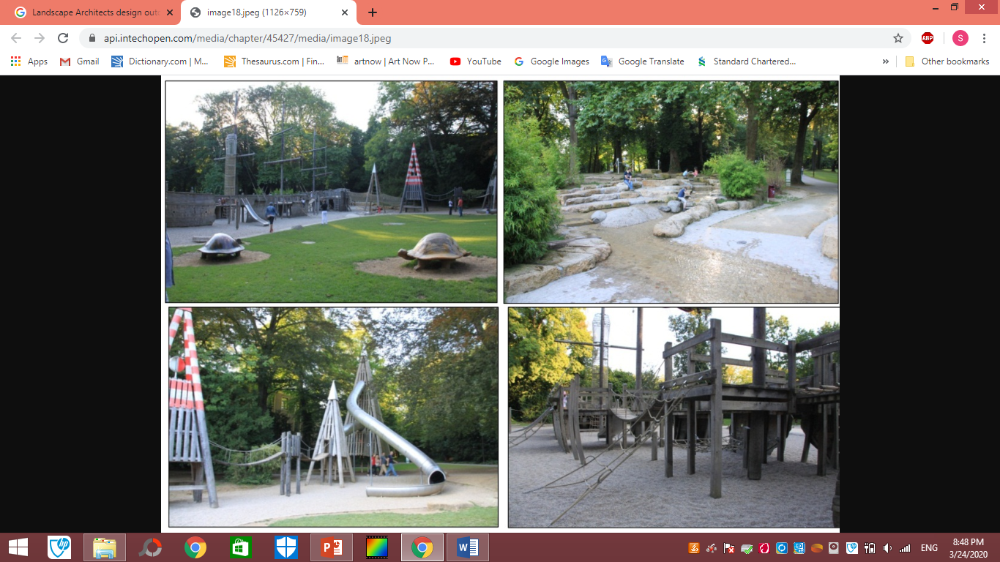 Landscape Architects design outc
image18.jpeg (1126×759)
api.intechopen.com/media/chapter/45427/media/image18.jpeg
ABP
S
Apps
Gmail
Dictionary.com | M...
Thesaurus.com | Fin...
artnow | Art Now P...
YouTube
Google Images
Google Translate
Standard Chartered...
»
Other bookmarks
ENG
8:48 PM
3/24/2020